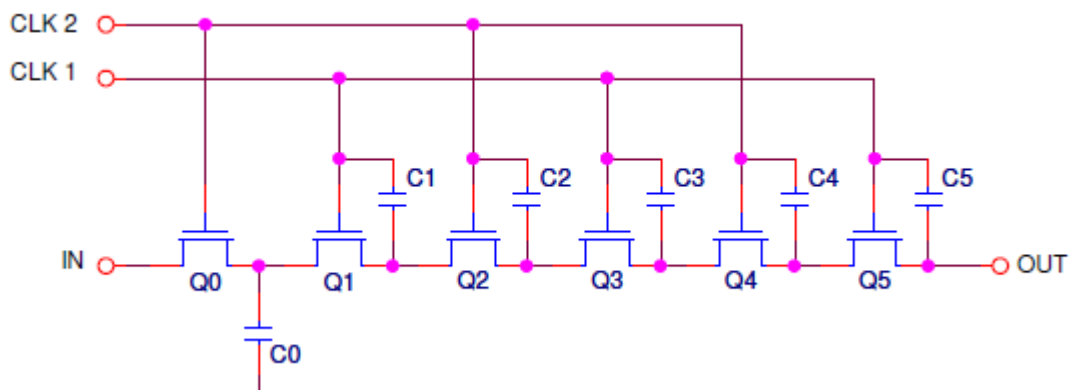 CLK 2
CLK 1
C1 C2 C3 C4 C5
IN OUT
Q0 Q1 Q2 Q3 Q4 Q5
C0